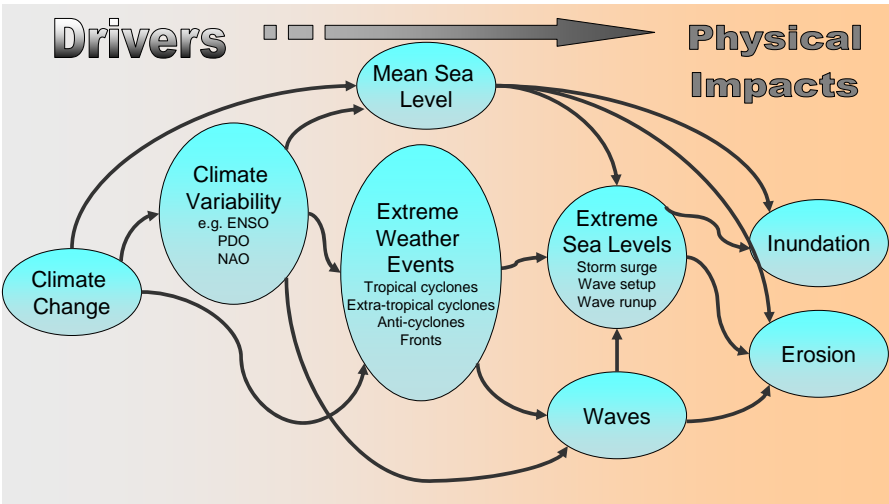 Drivers
Physical
Impacts
Mean Sea
Level
Climate
Variability
e.g. ENSO
PDO
NAO
Extreme
Weather
Events
Tropical cyclones
Extra-tropical cyclones
Anti-cyclones
Fronts
Extreme
Sea Levels
Storm surge
Wave setup
Wave runup
Inundation
Climate
Change
Erosion
Waves